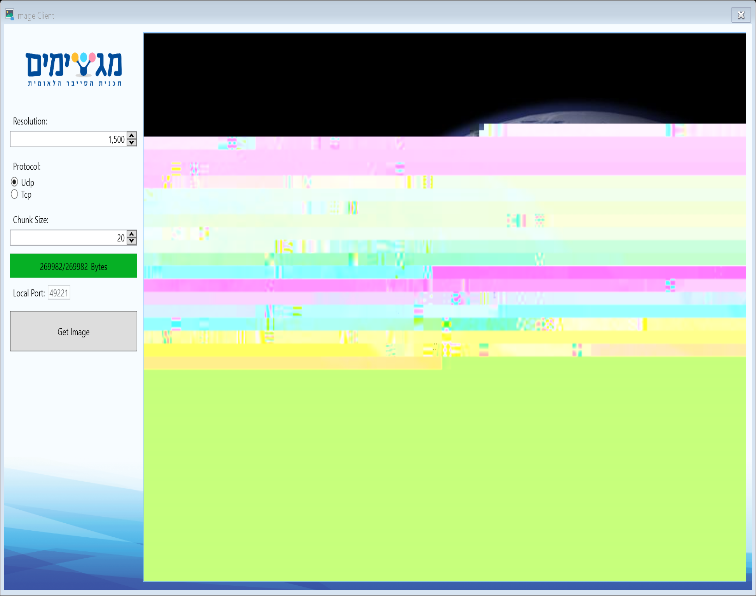 Image Client
מגשימים
תכנית הסייבר הלאומית
Resolution:
1,500
Protocol:
Udp
Tcp
Chunk Size:
20
269982/269982 Bytes
Local Port: 49221
Get Image